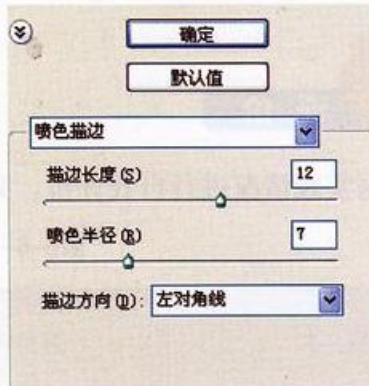 确定
默认值
喷色描边
描边长度(S) 12
喷色半径(R) 7
描边方向(D): 左对角线